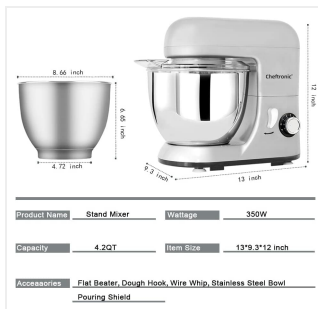 8.66 inch
6.65 inch
4.72 inch
Cheftronic
12 inch
9.3 inch
13 inch
Product Name Stand Mixer Wattage 350W
Capacity 4.2QT Item Size 13*9.3*12 inch
Acceaaories Flat Beater, Dough Hook, Wire Whip, Stainless Steel Bowl
Pouring Shield